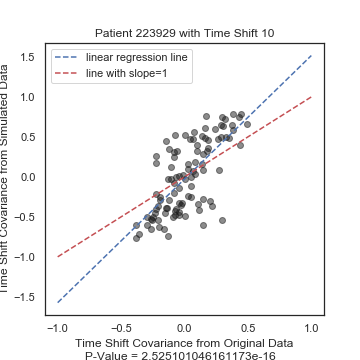 Patient 223929 with Time Shift 10
linear regression line
line with slope=1
Time Shift Covariance from Simulated Data
1.5
1.0
0.5
0.0
−0.5
−1.0
−1.5
−1.0 −0.5 0.0 0.5 1.0
Time Shift Covariance from Original Data
P-Value = 2.525101046161173e-16